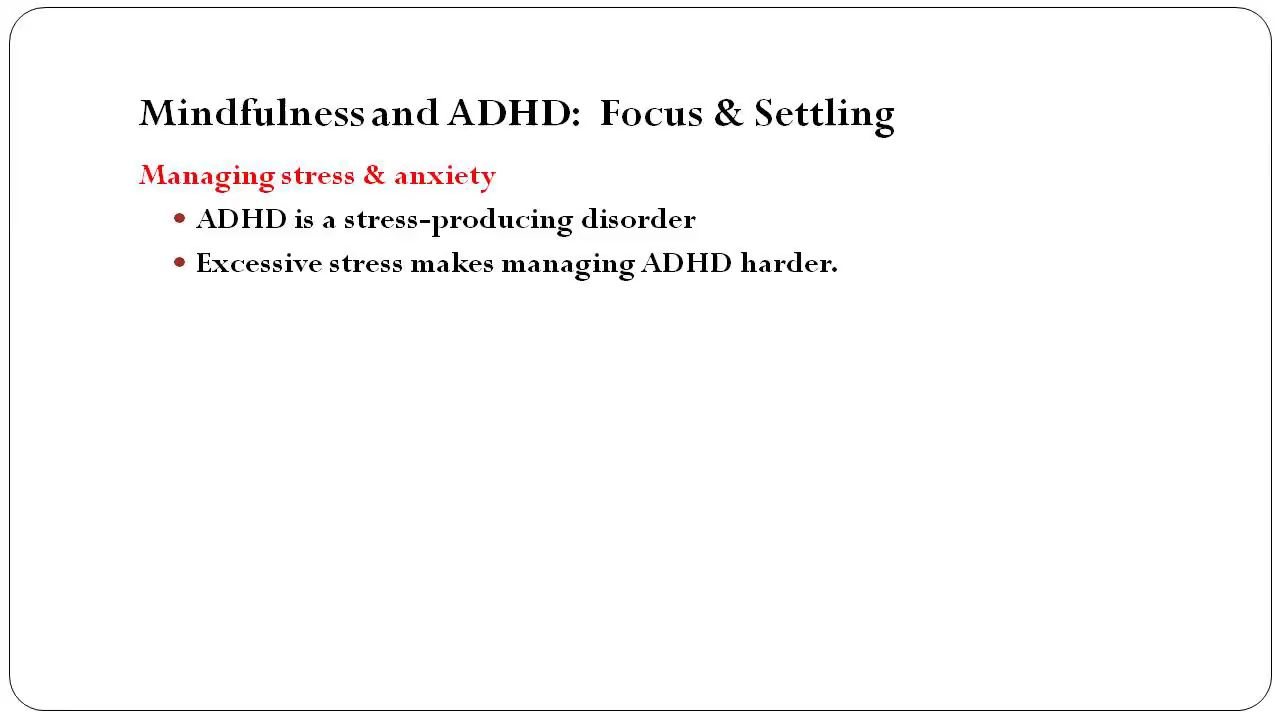 Mindfulness and ADHD: Focus & Settling
Managing stress & anxiety
• ADHD is a stress-producing disorder
• Excessive stress makes managing ADHD harder.